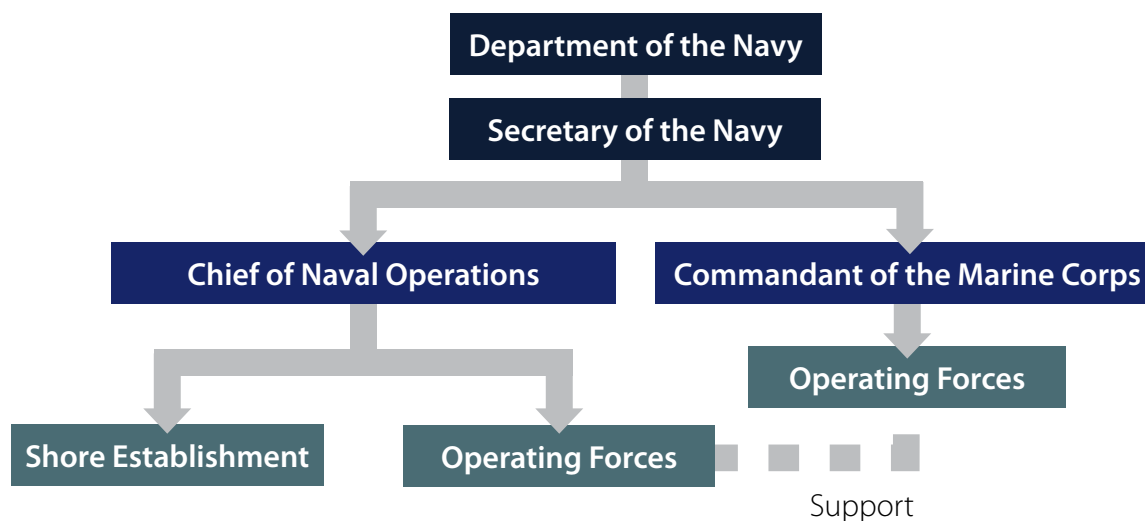 Department of the Navy
Secretary of the Navy
Chief of Naval Operations
Commandant of the Marine Corps
Operating Forces
Shore Establishment
Operating Forces
Support